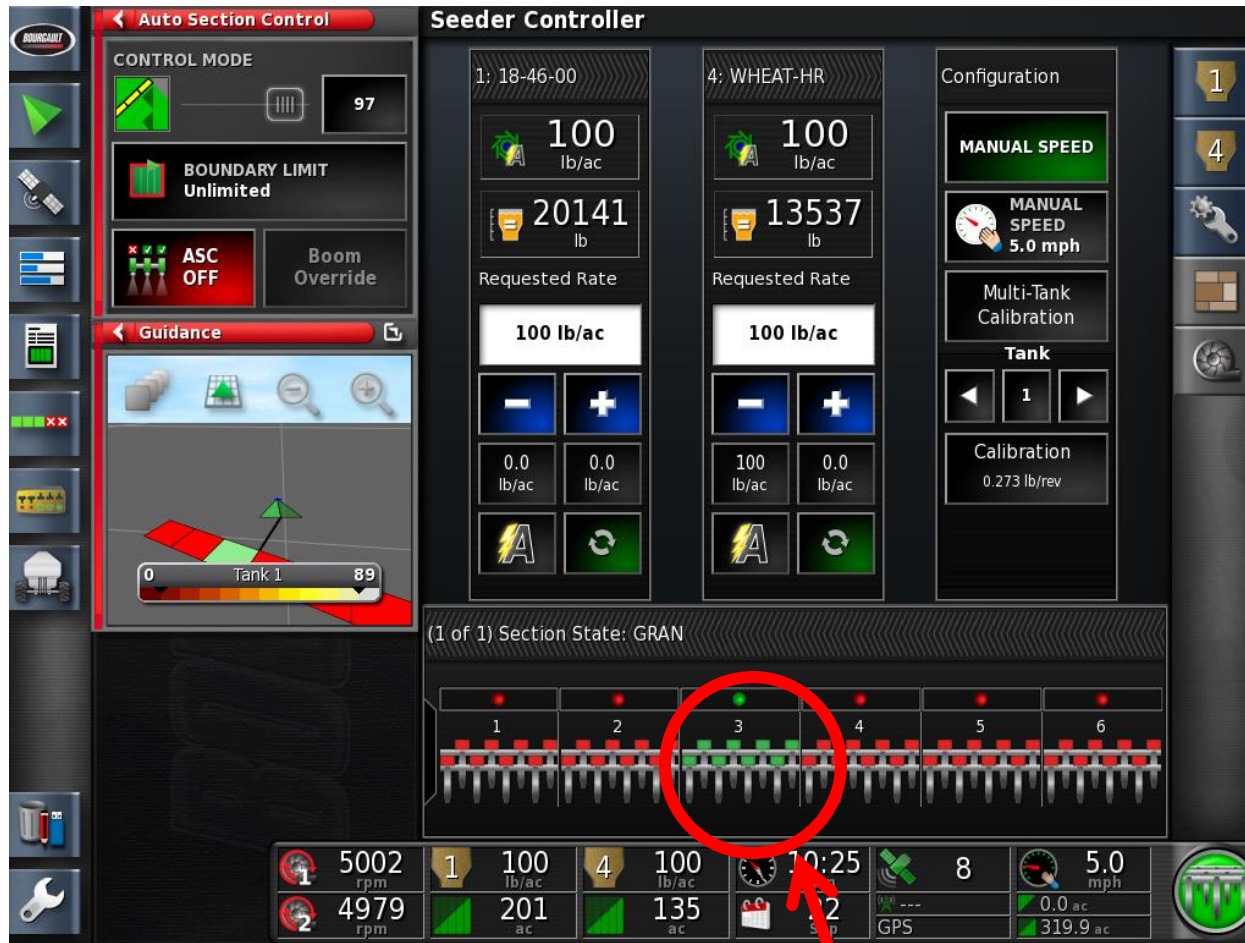 BOURGAULT
Auto Section Control
CONTROL MODE
97
BOUNDARY LIMIT
Unlimited
ASC
OFF
Boom
Override
Guidance
0 Tank 1 89
Seeder Controller
1: 18-46-00
100
lb/ac
20141
lb
Requested Rate
100 lb/ac
0.0
lb/ac
0.0
lb/ac
A
4: WHEAT-HR
100
lb/ac
13537
lb
Requested Rate
100 lb/ac
100
lb/ac
0.0
lb/ac
A
Configuration
MANUAL SPEED
MANUAL
SPEED
5.0 mph
Multi-Tank
Calibration
Tank
1
Calibration
0.273 lb/rev
1
4
(1 of 1) Section State: GRAN
1 2 3 4 5 6
1 5002
rpm
2 4979
rpm
1 100
lb/ac
201
ac
4 100
lb/ac
135
ac
10:25
22
8
---
GPS
5.0
mph
0.0 ac
319.9 ac